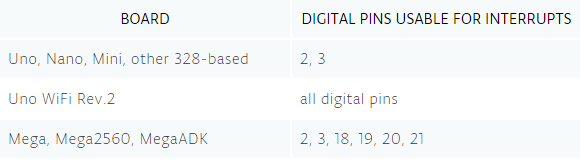 BOARD DIGITAL PINS USABLE FOR INTERRUPTS
Uno, Nano, Mini, other 328-based 2, 3
Uno WiFi Rev.2 all digital pins
Mega, Mega2560, MegaADK 2, 3, 18, 19, 20, 21